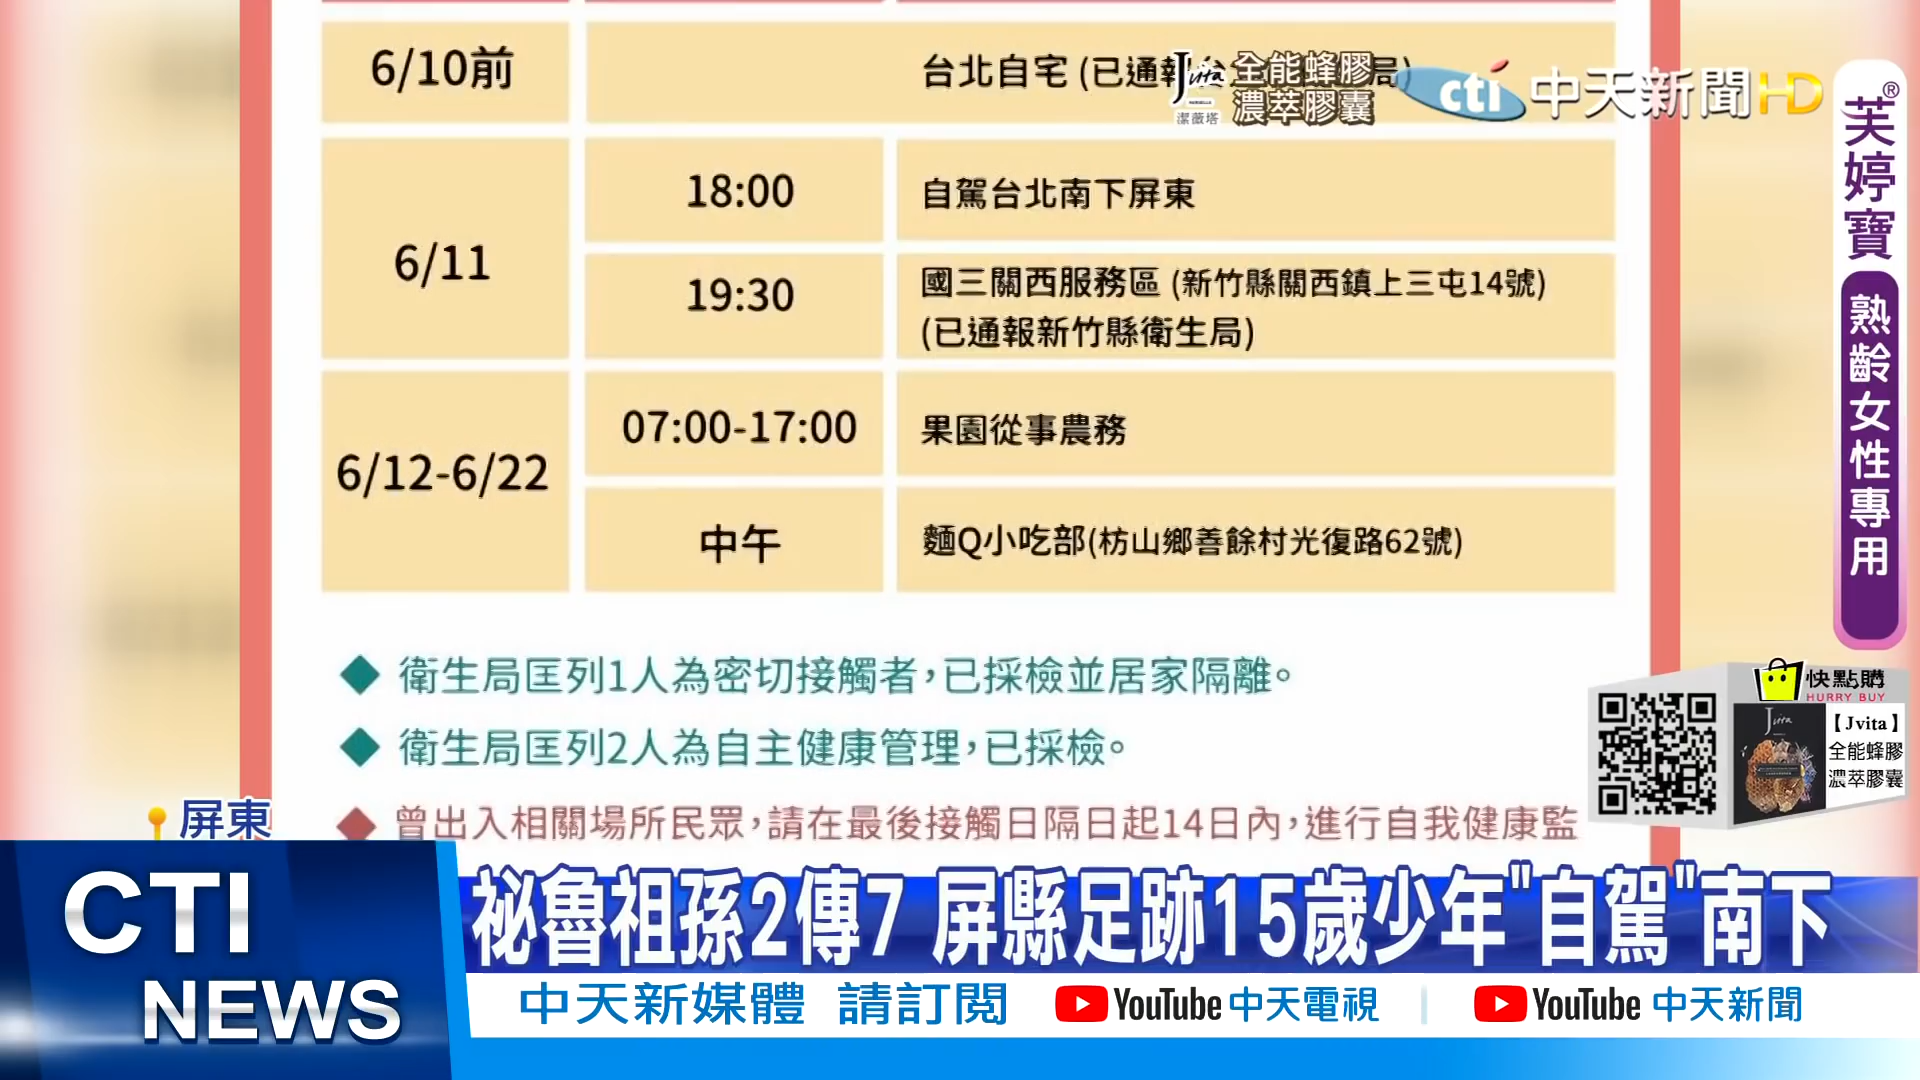 6/10前
台北自宅 (已通報
局)
Jvita
潔薇塔
全能蜂膠
濃萃膠囊
cti 中天新聞HD
6/11
18:00
自駕台北南下屏東
19:30
國三關西服務區 (新竹縣關西鎮上三屯14號)
(已通報新竹縣衛生局)
6/12-6/22
07:00-17:00
果園從事農務
中午
麵Q小吃部(枋山鄉善餘村光復路62號)
◆ 衛生局匡列1人為密切接觸者,已採檢並居家隔離。
◆ 衛生局匡列2人為自主健康管理,已採檢。
◆ 曾出入相關場所民眾,請在最後接觸日隔日起14日內,進行自我健康監
芙婷寶®
熟齡女性專用
快點購
HURRY BUY
Jvita
【Jvita】
全能蜂膠
濃萃膠囊
屏東
CTI
NEWS
祕魯祖孫2傳7 屏縣足跡15歲少年"自駕"南下
中天新媒體 請訂閱 YouTube 中天電視 | YouTube 中天新聞